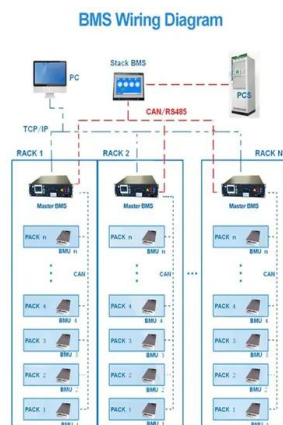 BMS Wiring Diagram
Stack BMS
PC
PCS
CAN/RS485
TCP/IP
RACK 1 RACK 2 RACK N
Master BMS Master BMS Master BMS
PACK n PACK n PACK n
BMU n BMU n BMU n
CAN CAN CAN
PACK 4 PACK 4 PACK 4
BMU 4 BMU 4 BMU 4
PACK 3 PACK 3 PACK 3
BMU 3 BMU 3 BMU 3
PACK 2 PACK 2 PACK 2
BMU BMU BMU
PACK 1 PACK 1 PACK 1
BMU BMU BMU